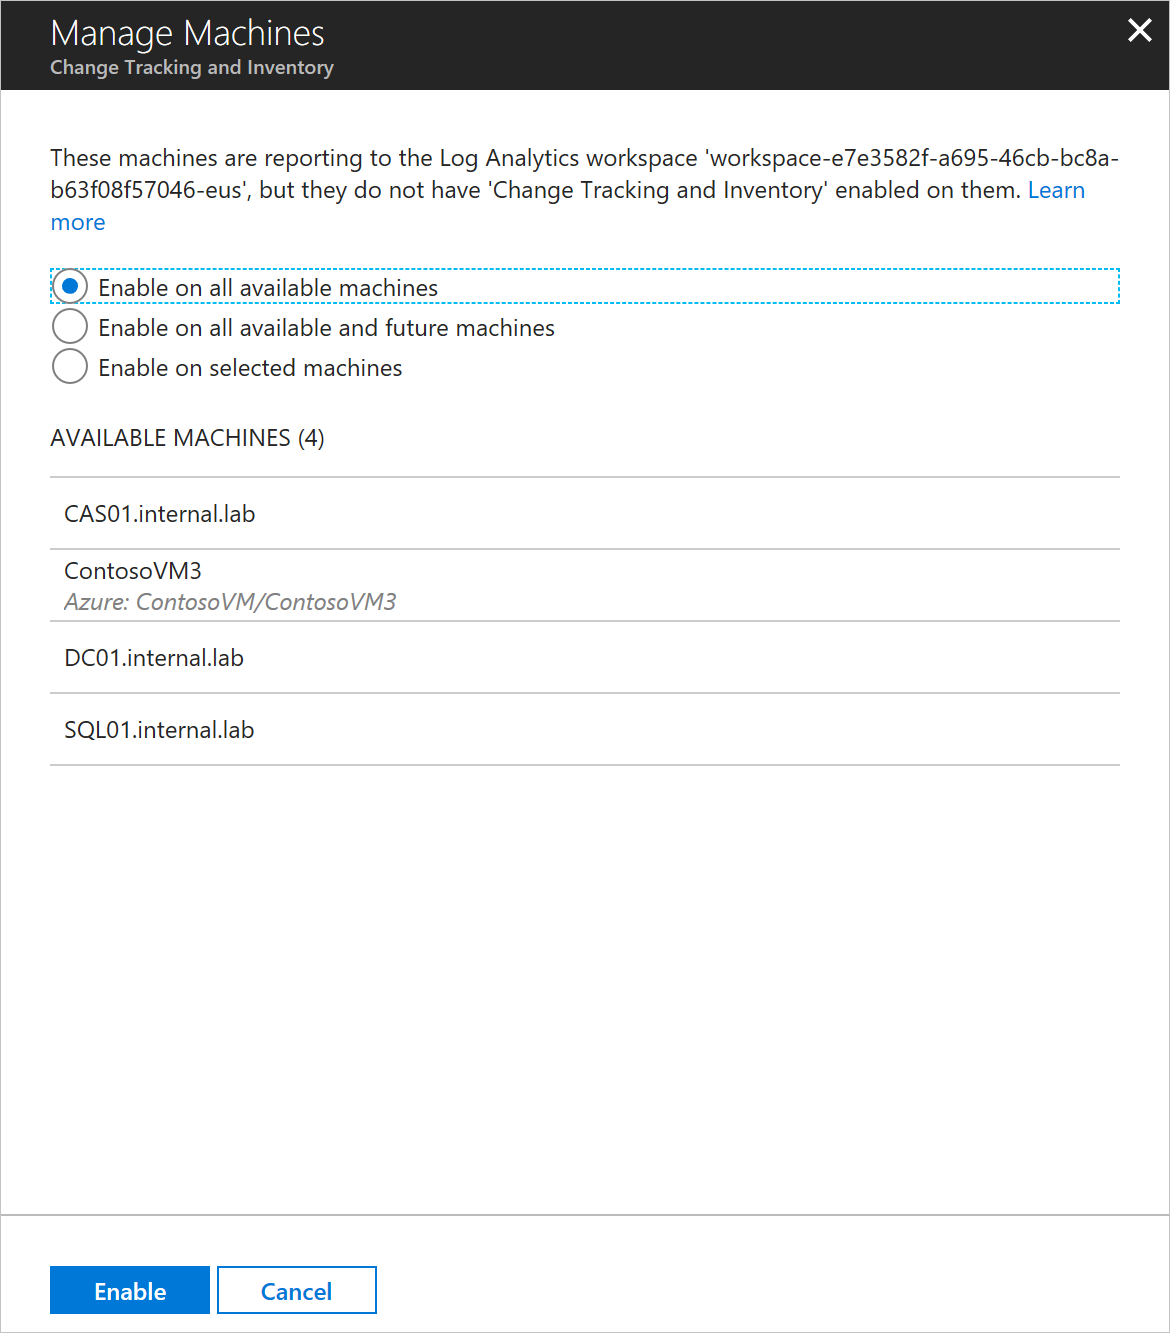 Manage Machines
Change Tracking and Inventory
These machines are reporting to the Log Analytics workspace 'workspace-e7e3582f-a695-46cb-bc8a-
b63f08f57046-eus', but they do not have 'Change Tracking and Inventory' enabled on them. Learn
more
Enable on all available machines
Enable on all available and future machines
Enable on selected machines
AVAILABLE MACHINES (4)
CAS01.internal.lab
ContosoVM3
Azure: ContosoVM/ContosoVM3
DC01.internal.lab
SQL01.internal.lab
Enable Cancel